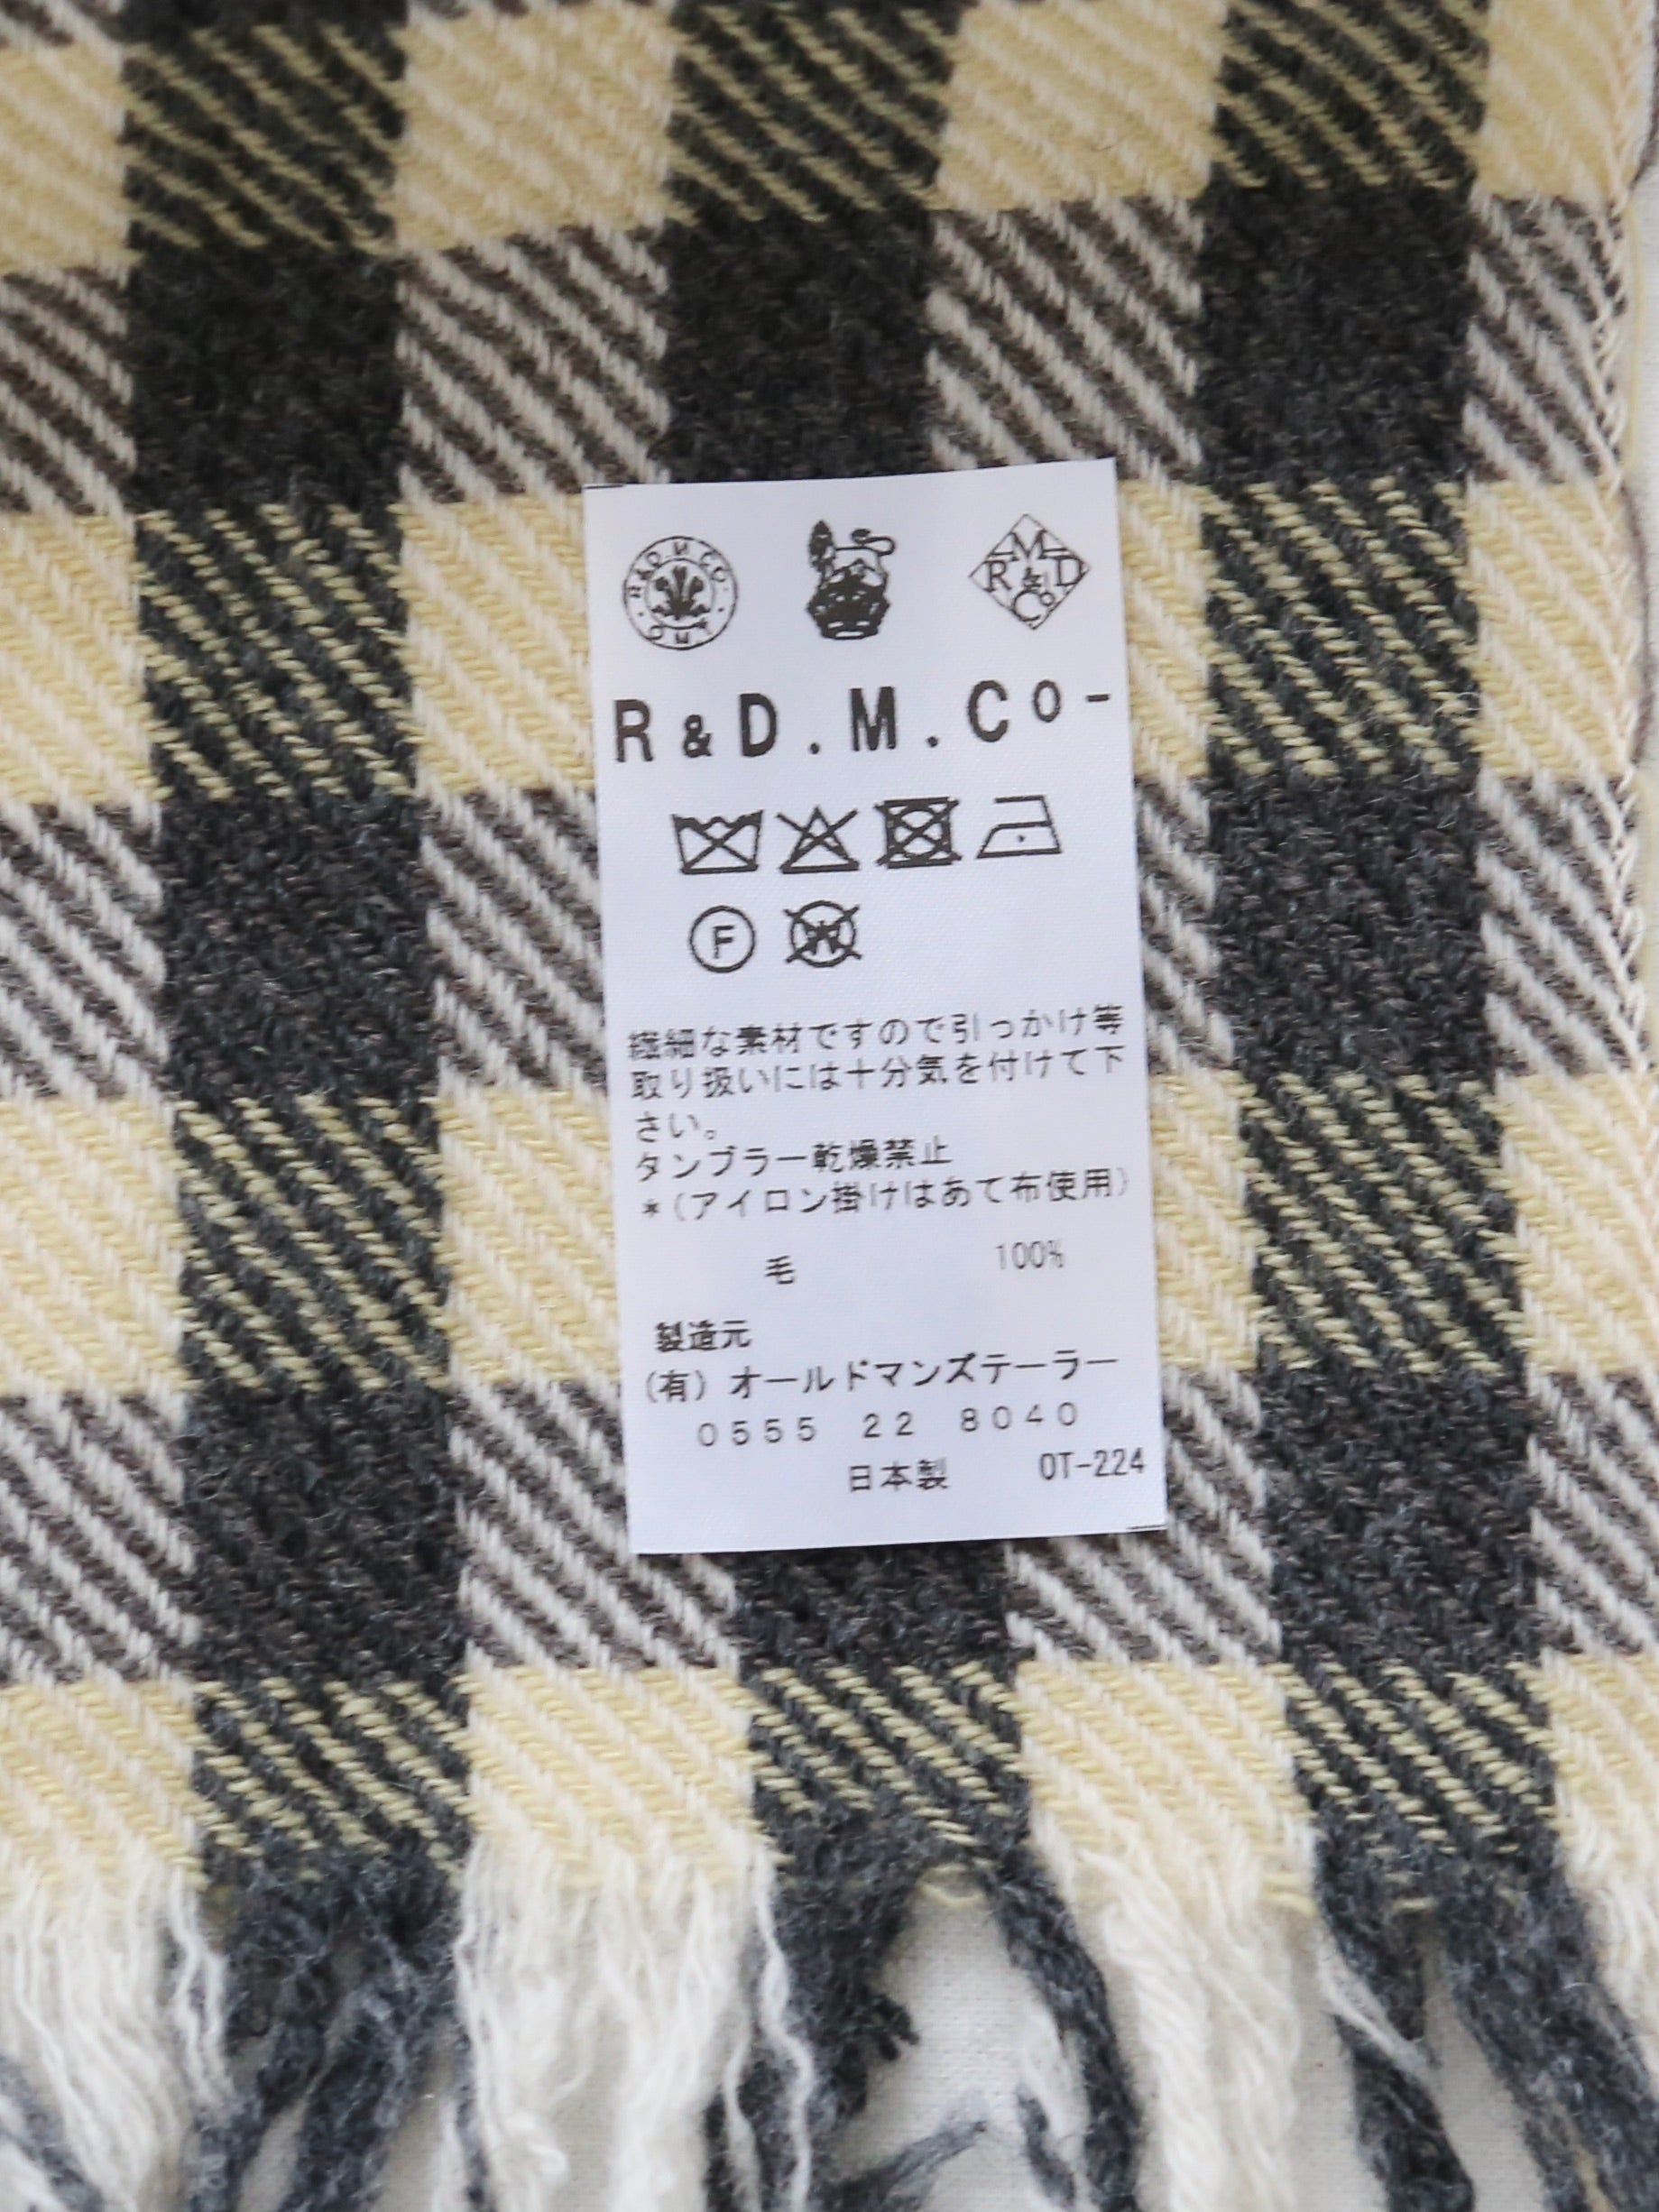 R&D.M.CO.
OMT
M
R&D
Co
R&D.M.Co-
F
W
繊細な素材ですので引っかけ等
取り扱いには十分気を付けて下
さい。
タンブラー乾燥禁止
*(アイロン掛けはあて布使用)
毛 100%
製造元
(有)オールドマンズテーラー
0555 22 8040
日本製 OT-224